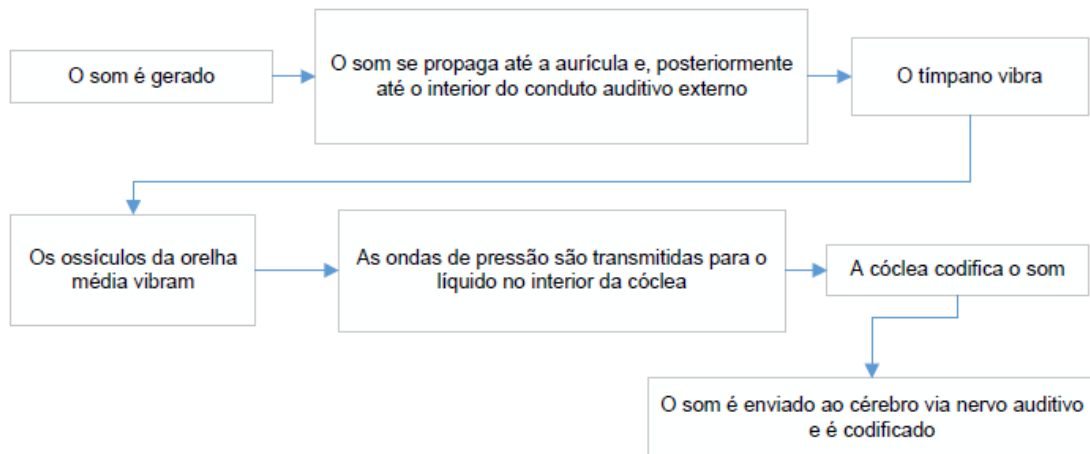 O som é gerado
O som se propaga até a aurícula e, posteriormente
até o interior do conduto auditivo externo
O tímpano vibra
Os ossículos da orelha
média vibram
As ondas de pressão são transmitidas para o
líquido no interior da cóclea
A cóclea codifica o som
O som é enviado ao cérebro via nervo auditivo
e é codificado